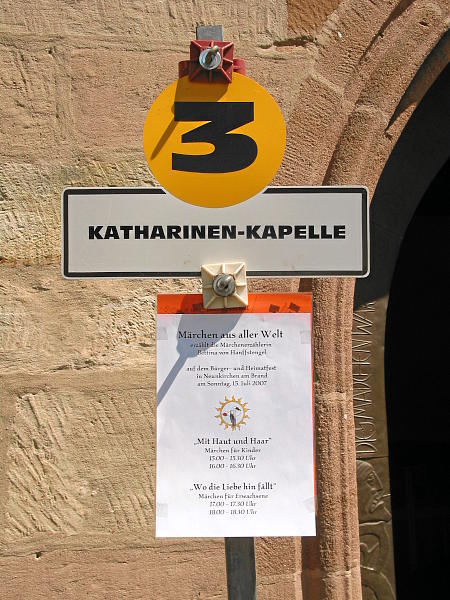 3
KATHARINEN-KAPELLE
Märchen aus aller Welt
erzählt die Märchenerzählerin
Bettina von Hanffstengel
auf dem Bürger- und Heimatfest
in Neunkirchen am Brand
am Sonntag, 15. Juli 2007
„Mit Haut und Haar"
Märchen für Kinder
15.00 - 15.30 Uhr
16.00 - 16.30 Uhr
„Wo die Liebe hin fällt"
Märchen für Erwachsene
17.00 - 17.30 Uhr
18.00 - 18.30 Uhr